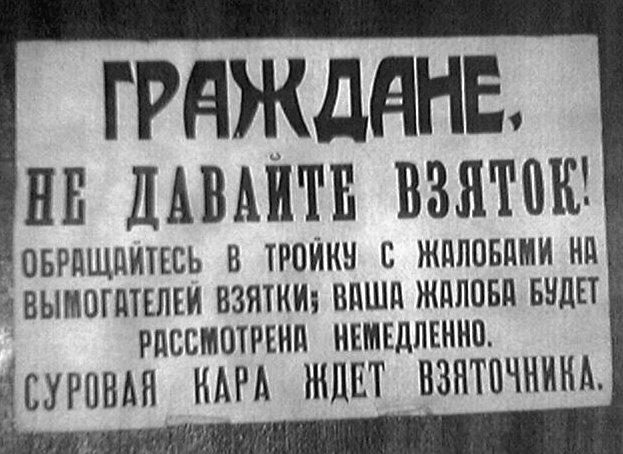 ГРАЖДАНЕ,
НЕ ДАВАЙТЕ ВЗЯТОК!
ОБРАЩАЙТЕСЬ В ТРОЙКУ С ЖАЛОБАМИ НА
ВЫМОГАТЕЛЕЙ ВЗЯТКИ; ВАША ЖАЛОБА БУДЕТ
РАССМОТРЕНА НЕМЕДЛЕННО.
СУРОВАЯ КАРА ЖДЕТ ВЗЯТОЧНИКА.